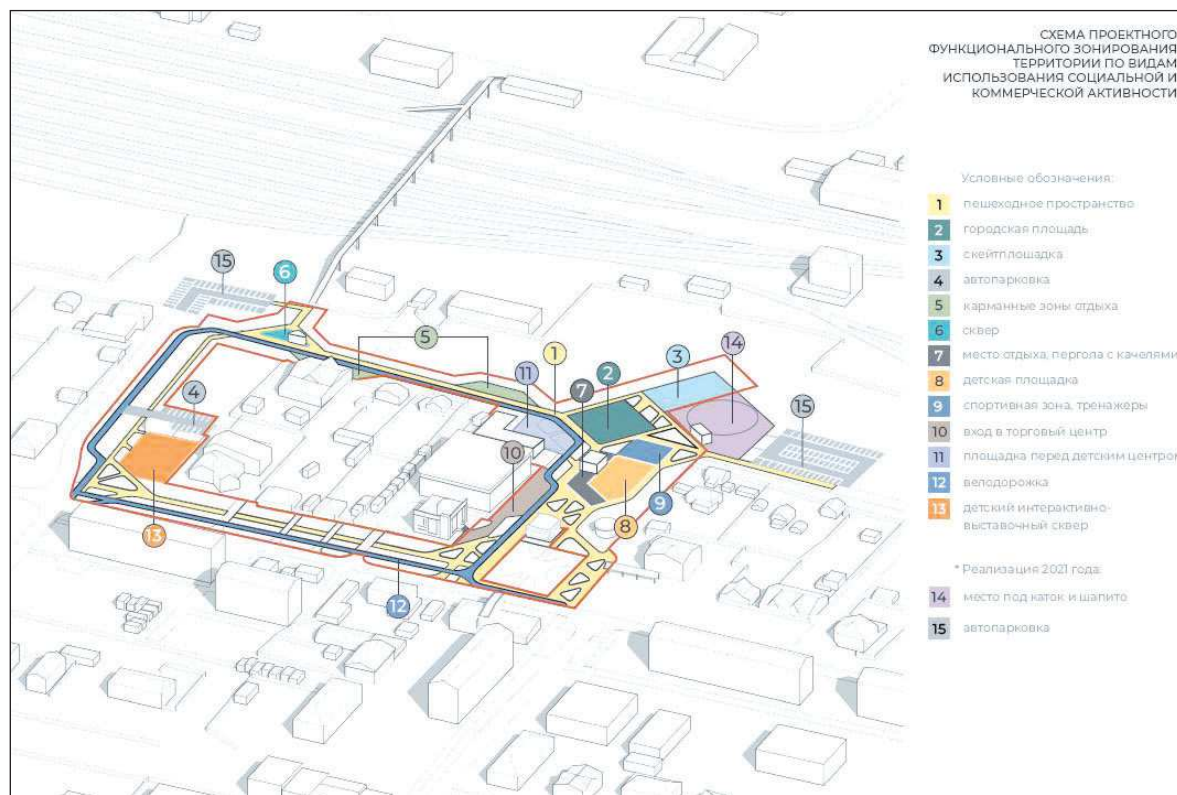 СХЕМА ПРОЕКТНОГО
ФУНКЦИОНАЛЬНОГО ЗОНИРОВАНИЯ
ТЕРРИТОРИИ ПО ВИДАМ
ИСПОЛЬЗОВАНИЯ СОЦИАЛЬНОЙ И
КОММЕРЧЕСКОЙ АКТИВНОСТИ
Условные обозначения:
1 пешеходное пространство
2 городская площадь
3 скейтплощадка
4 автопарковка
5 карманные зоны отдыха
6 сквер
7 место отдыха, пергола с качелями
8 детская площадка
9 спортивная зона, тренажеры
10 вход в торговый центр
11 площадка перед детским центром
12 велодорожка
13 детский интерактивно-
выставочный сквер
* Реализация 2021 года:
14 место под каток и шапито
15 автопарковка
15
6
5
1
11
2
7
3
14
15
4
10
9
8
13
12